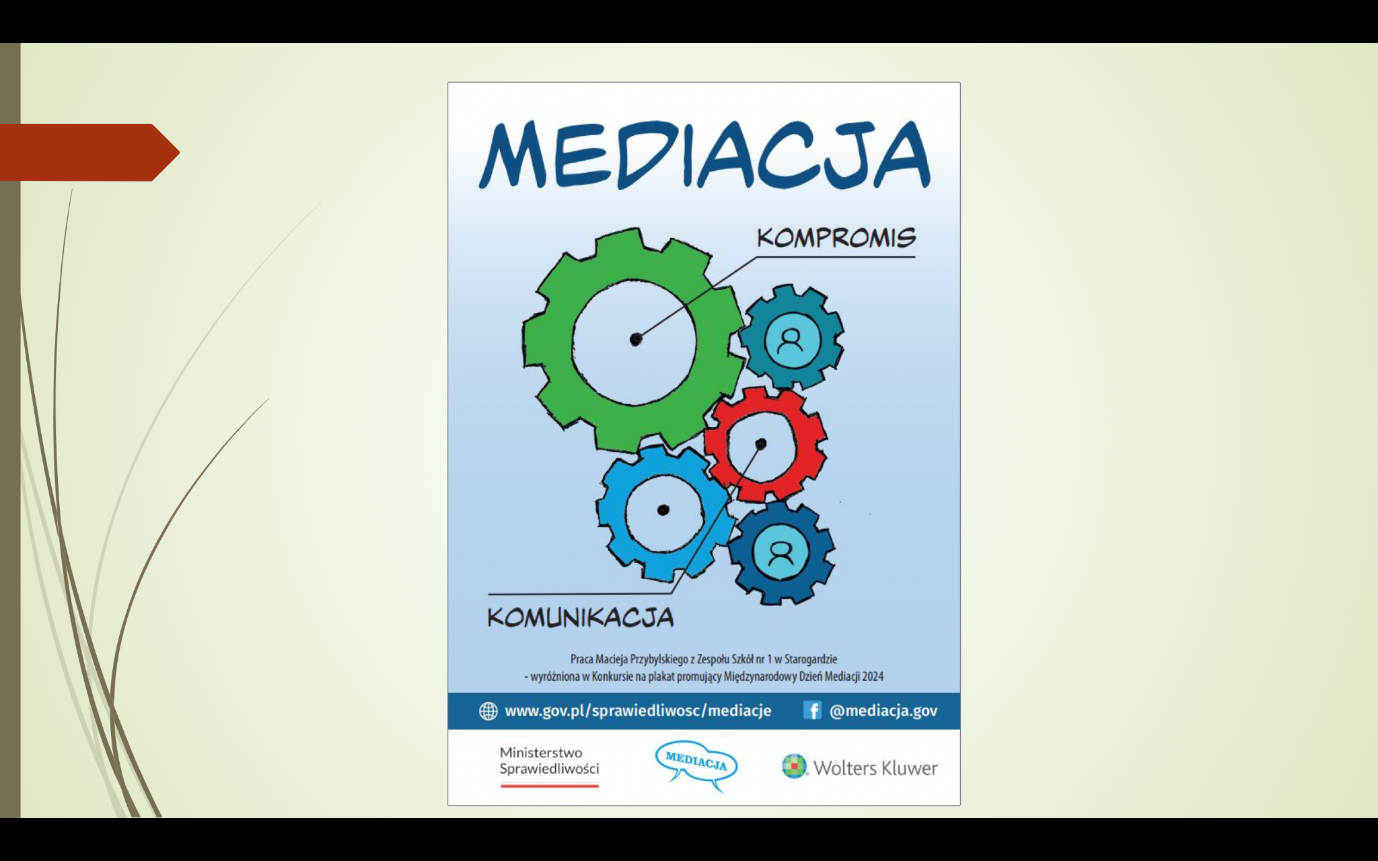 MEDIACJA
KOMPROMIS
KOMUNIKACJA
Praca Macieja Przybylskiego z Zespołu Szkół nr 1 w Starogardzie
- wyróżniona w Konkursie na plakat promujący Międzynarodowy Dzień Mediacji 2024
www.gov.pl/sprawiedliwosc/mediacje
f @mediacja.gov
Ministerstwo
Sprawiedliwości
MEDIACJA
Wolters Kluwer